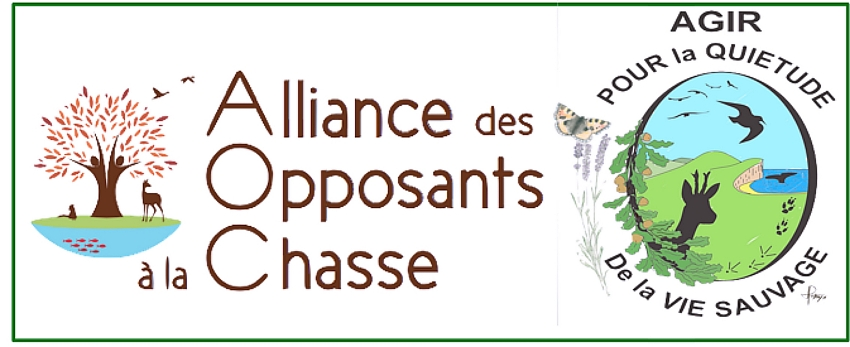 Alliance des
Opposants
à la Chasse
AGIR
POUR la QUIETUDE
De la VIE SAUVAGE